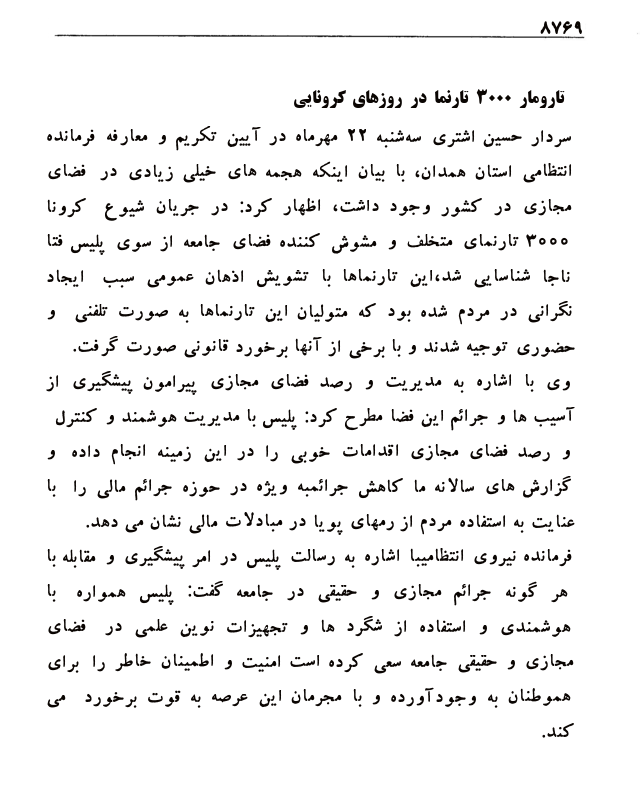 ۸۷۶۹
تارومار ۳۰۰۰ تارنما در روزهای کرونایی
سردار حسین اشتری سه‌شنبه ۲۲ مهرماه در آیین تکریم و معارفه فرمانده
انتظامی استان همدان، با بیان اینکه هجمه های خیلی زیادی در فضای
مجازی در کشور وجود داشت، اظهار کرد: در جریان شیوع کرونا
۳۰۰۰ تارنمای متخلف و مشوش کننده فضای جامعه از سوی پلیس فتا
ناجا شناسایی شد،این تارنماها با تشویش اذهان عمومی سبب ایجاد
نگرانی در مردم شده بود که متولیان این تارنماها به صورت تلفنی و
حضوری توجیه شدند و با برخی از آنها برخورد قانونی صورت گرفت.
وی با اشاره به مدیریت و رصد فضای مجازی پیرامون پیشگیری از
آسیب ها و جرائم این فضا مطرح کرد: پلیس با مدیریت هوشمند و کنترل
و رصد فضای مجازی اقدامات خوبی را در این زمینه انجام داده و
گزارش های سالانه ما کاهش جرائمبه ویژه در حوزه جرائم مالی را با
عنایت به استفاده مردم از رمهای پویا در مبادلات مالی نشان می دهد.
فرمانده نیروی انتظامیبا اشاره به رسالت پلیس در امر پیشگیری و مقابله با
هر گونه جرائم مجازی و حقیقی در جامعه گفت: پلیس همواره با
هوشمندی و استفاده از شگرد ها و تجهیزات نوین علمی در فضای
مجازی و حقیقی جامعه سعی کرده است امنیت و اطمینان خاطر را برای
هموطنان به وجودآورده و با مجرمان این عرصه به قوت برخورد می
کند.